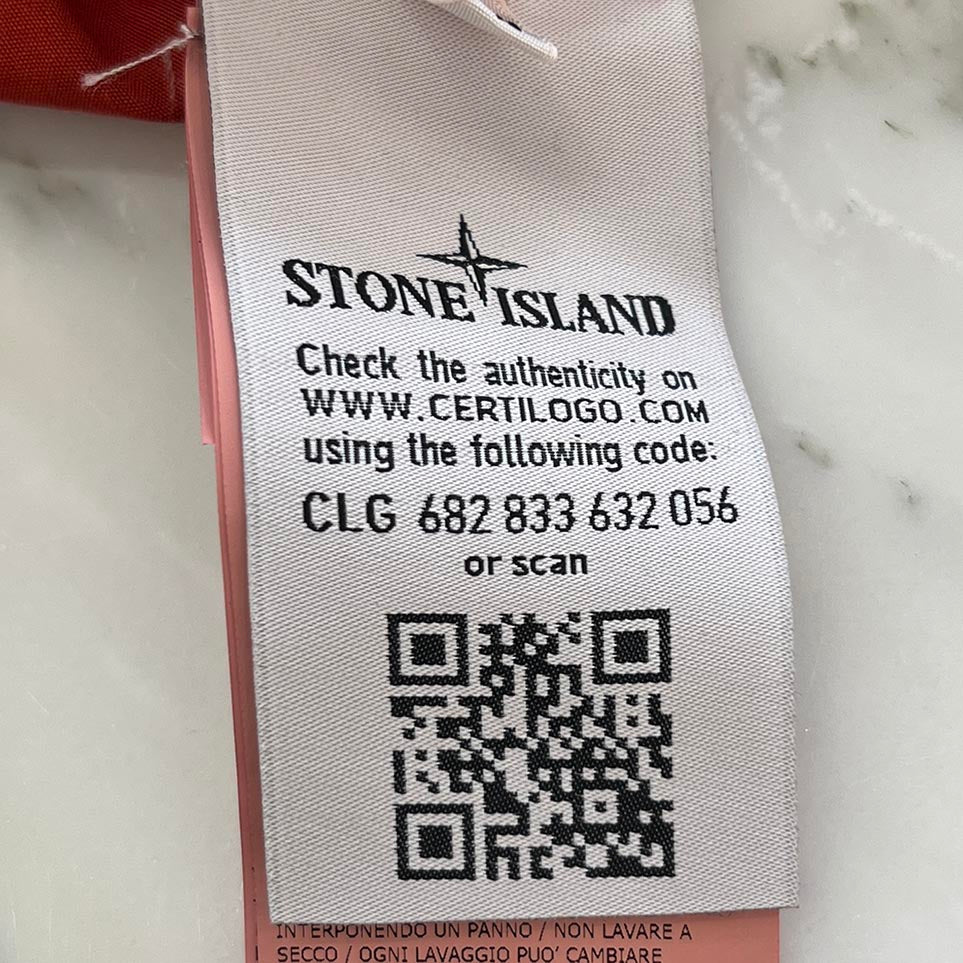 STONE ISLAND
Check the authenticity on
WWW.CERTILOGO.COM
using the following code:
CLG 682 833 632 056
or scan
INTERPONENDO UN PANNO / NON LAVARE A
SECCO / OGNI LAVAGGIO PUO' CAMBIARE